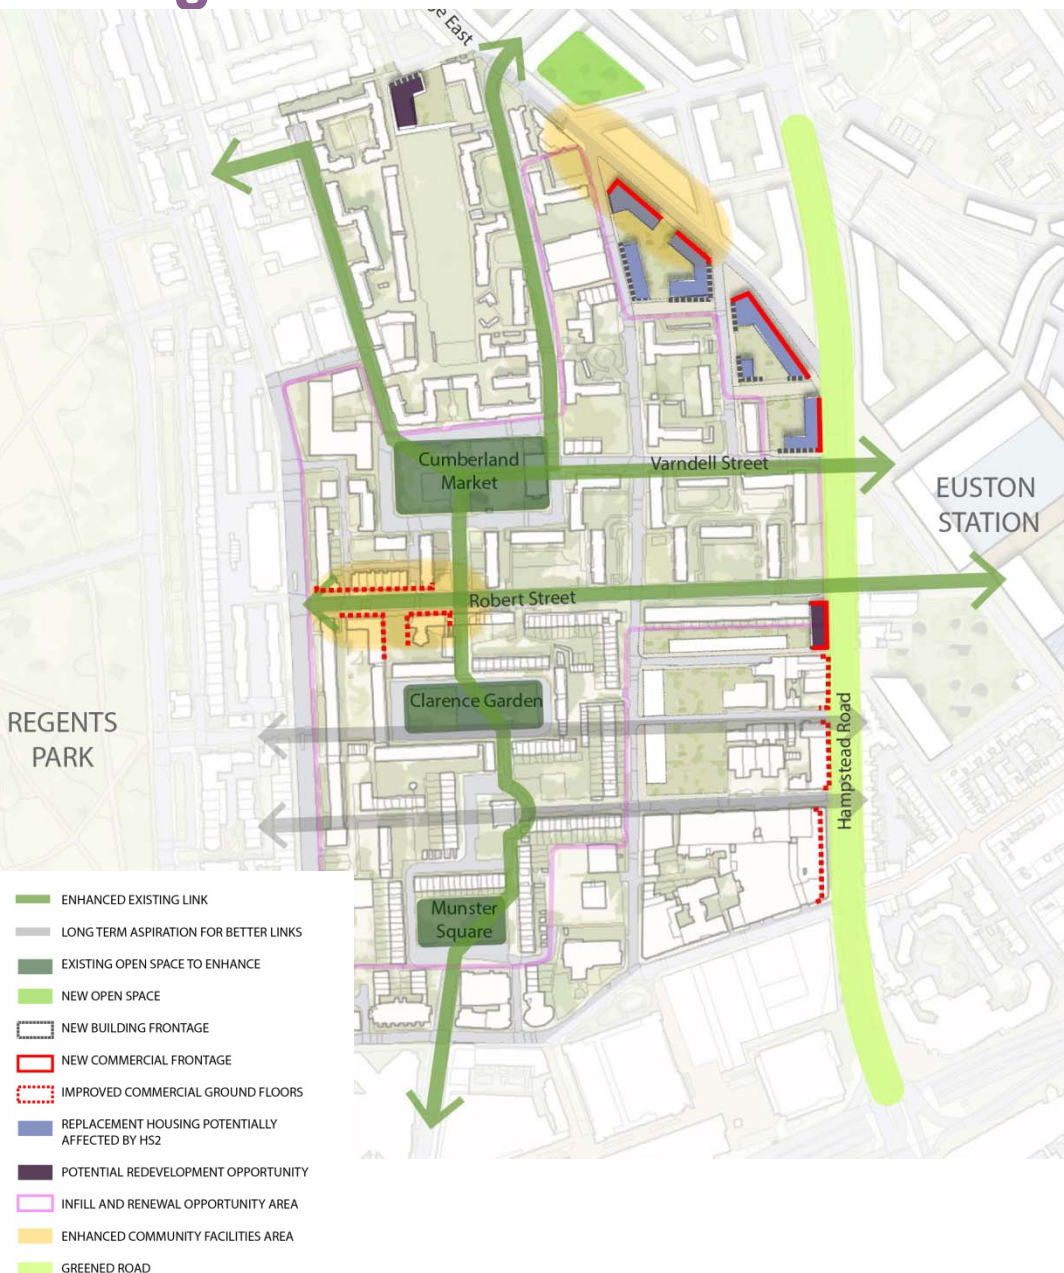 East
Cumberland
Market
Varndell Street
EUSTON
STATION
Robert Street
Clarence Garden
REGENTS
PARK
Hampstead Road
Munster
Square
ENHANCED EXISTING LINK
LONG TERM ASPIRATION FOR BETTER LINKS
EXISTING OPEN SPACE TO ENHANCE
NEW OPEN SPACE
NEW BUILDING FRONTAGE
NEW COMMERCIAL FRONTAGE
IMPROVED COMMERCIAL GROUND FLOORS
REPLACEMENT HOUSING POTENTIALLY
AFFECTED BY HS2
POTENTIAL REDEVELOPMENT OPPORTUNITY
INFILL AND RENEWAL OPPORTUNITY AREA
ENHANCED COMMUNITY FACILITIES AREA
GREENED ROAD